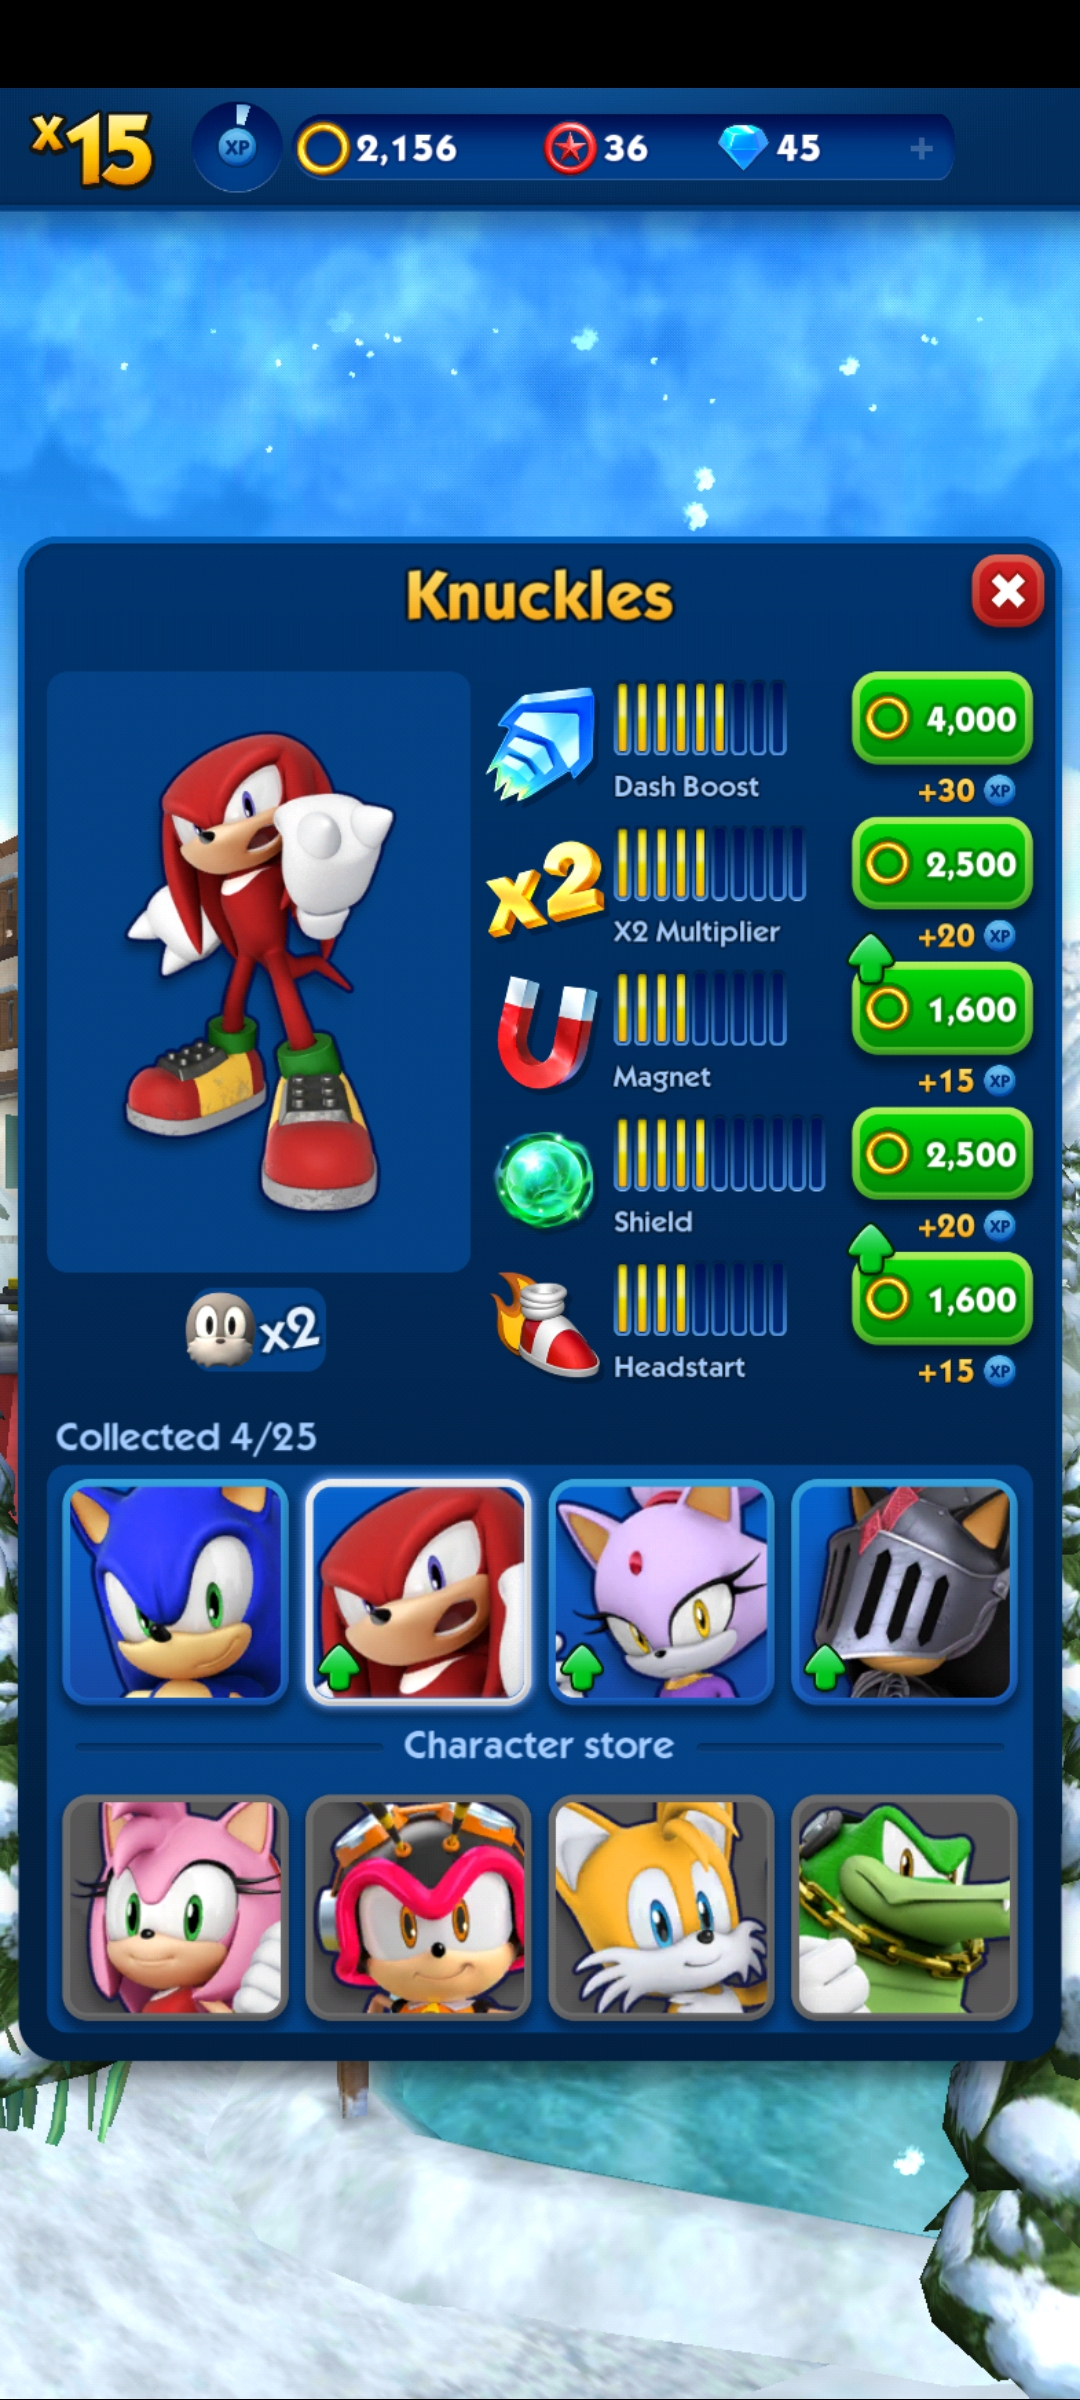 x15
XP
2,156
36
45
+
Knuckles
4,000
Dash Boost
+30 XP
x2
2,500
X2 Multiplier
+20 XP
1,600
Magnet
+15 XP
2,500
Shield
+20 XP
1,600
x2
Headstart
+15 XP
Collected 4/25
Character store